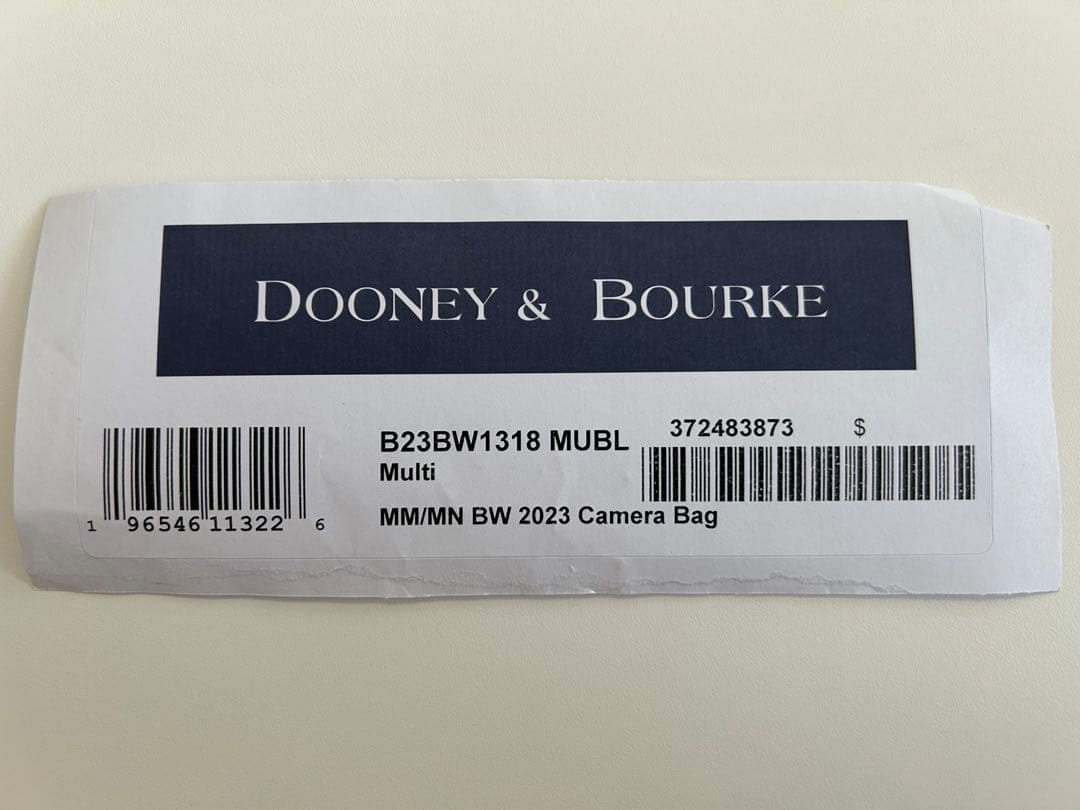 DOONEY & BOURKE
B23BW1318 MUBL
Multi
MM/MN BW 2023 Camera Bag
372483873 $
1 96546 11322 6